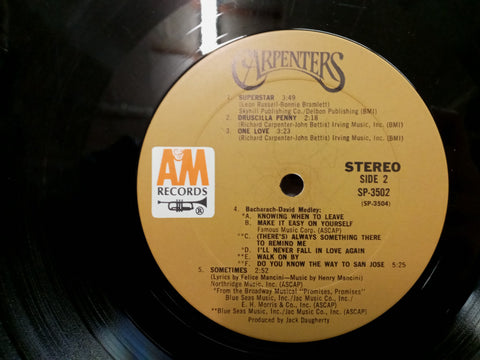 CARPENTERS
1. SUPERSTAR 3:49
(Leon Russell-Bonnie Bramlett)
Skyhill Publishing Co./Delbon Publishing (BMI)
2. DRUSCILLA PENNY 2:18
(Richard Carpenter-John Bettis) Irving Music, Inc. (BMI)
3. ONE LOVE 3:23
(Richard Carpenter-John Bettis) Irving Music, Inc. (BMI)
A&M
RECORDS
®
STEREO
SIDE 2
SP-3502
(SP-3504)
4. Bacharach-David Medley:
*A. KNOWING WHEN TO LEAVE
B. MAKE IT EASY ON YOURSELF
Famous Music Corp. (ASCAP)
**C. (THERE'S) ALWAYS SOMETHING THERE
TO REMIND ME
*D. I'LL NEVER FALL IN LOVE AGAIN
**E. WALK ON BY
**F. DO YOU KNOW THE WAY TO SAN JOSE 5:25
5. SOMETIMES 2:52
(Lyrics by Felice Mancini—Music by Henry Mancini)
Northridge Music, Inc. (ASCAP)
*From the Broadway Musical "Promises, Promises"
Blue Seas Music, Inc./Jac Music Co., Inc./
E. H. Morris & Co., Inc. (ASCAP)
**Blue Seas Music, Inc./Jac Music Co., Inc. (ASCAP)
Produced by Jack Daugherty